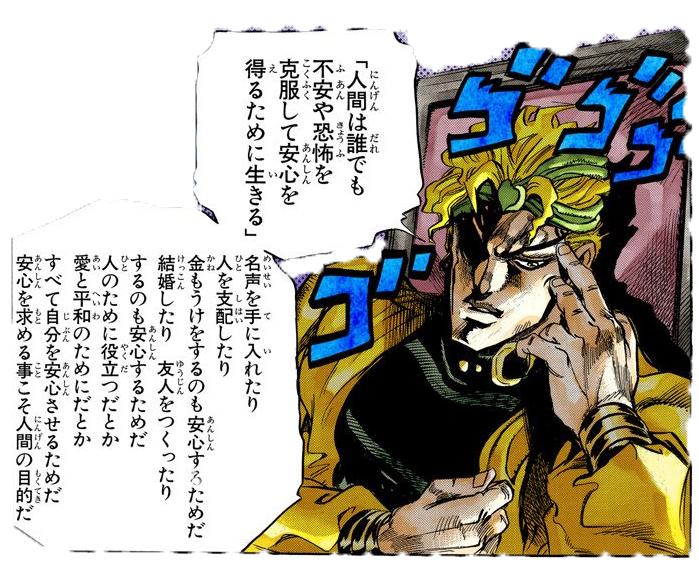 「人間は誰でも
不安や恐怖を
克服して安心を
得るために生きる」
名声を手に入れたり
人を支配したり
金もうけをするのも安心するためだ
結婚したり 友人をつくったり
するのも安心するためだ
人のために役立つだとか
愛と平和のためにだとか
すべて自分を安心させるためだ
安心を求める事こそ人間の目的だ
ゴゴゴ
ゴ